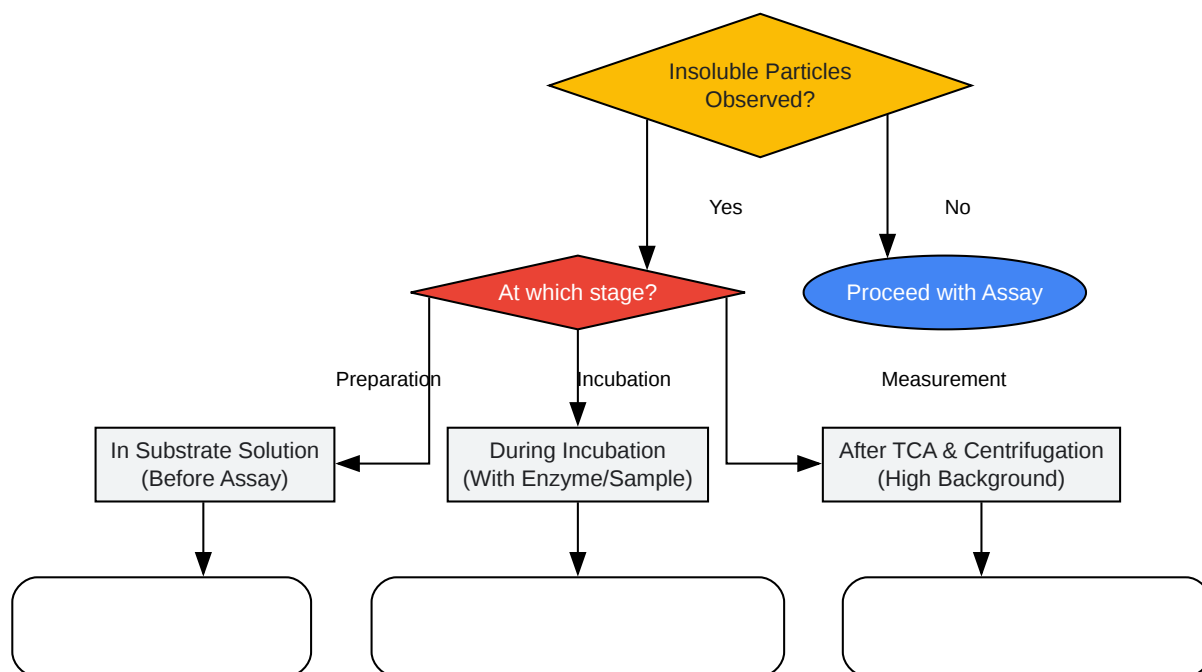 Insoluble Particles
Observed?
Yes
No
At which stage?
Proceed with Assay
Preparation
Incubation
Measurement
In Substrate Solution
(Before Assay)
During Incubation
(With Enzyme/Sample)
After TCA & Centrifugation
(High Background)